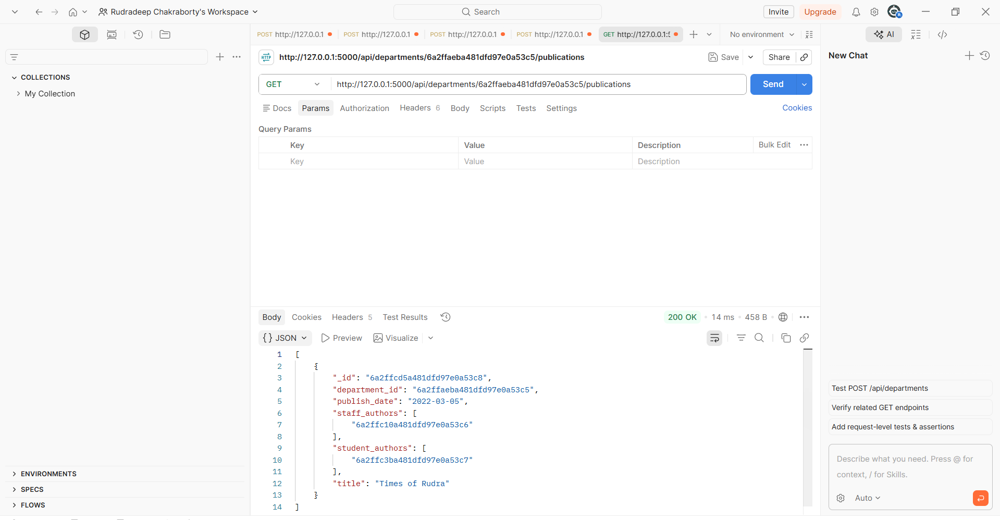 Rudradeep Chakraborty's Workspace
Search
Invite
Upgrade
R
COLLECTIONS
My Collection
POST http://127.0.0.1
POST http://127.0.0.1
POST http://127.0.0.1
POST http://127.0.0.1
GET http://127.0.0.1:5
No environment
HTTP http://127.0.0.1:5000/api/departments/6a2ffaeba481dfd97e0a53c5/publications
Save
Share
GET http://127.0.0.1:5000/api/departments/6a2ffaeba481dfd97e0a53c5/publications
Send
Docs Params Authorization Headers 6 Body Scripts Tests Settings
Cookies
Query Params
Key Value Description Bulk Edit
Key Value Description
Body Cookies Headers 5 Test Results
200 OK • 14 ms • 458 B
{} JSON Preview Visualize
1 [
2 {
3 "_id": "6a2ffcd5a481dfd97e0a53c8",
4 "department_id": "6a2ffaeba481dfd97e0a53c5",
5 "publish_date": "2022-03-05",
6 "staff_authors": [
7 "6a2ffc10a481dfd97e0a53c6"
8 ],
9 "student_authors": [
10 "6a2ffc3ba481dfd97e0a53c7"
11 ],
12 "title": "Times of Rudra"
13 }
14 ]
ENVIRONMENTS
SPECS
FLOWS
AI
New Chat
Test POST /api/departments
Verify related GET endpoints
Add request-level tests & assertions
Describe what you need. Press @ for
context, / for Skills.
Auto